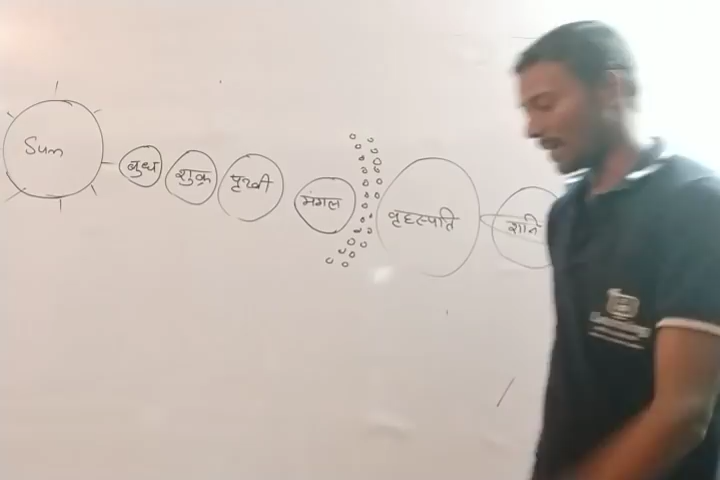 Sum
बुध
शुक्र
पृथ्वी
मंगल
वृहस्पति
शनि